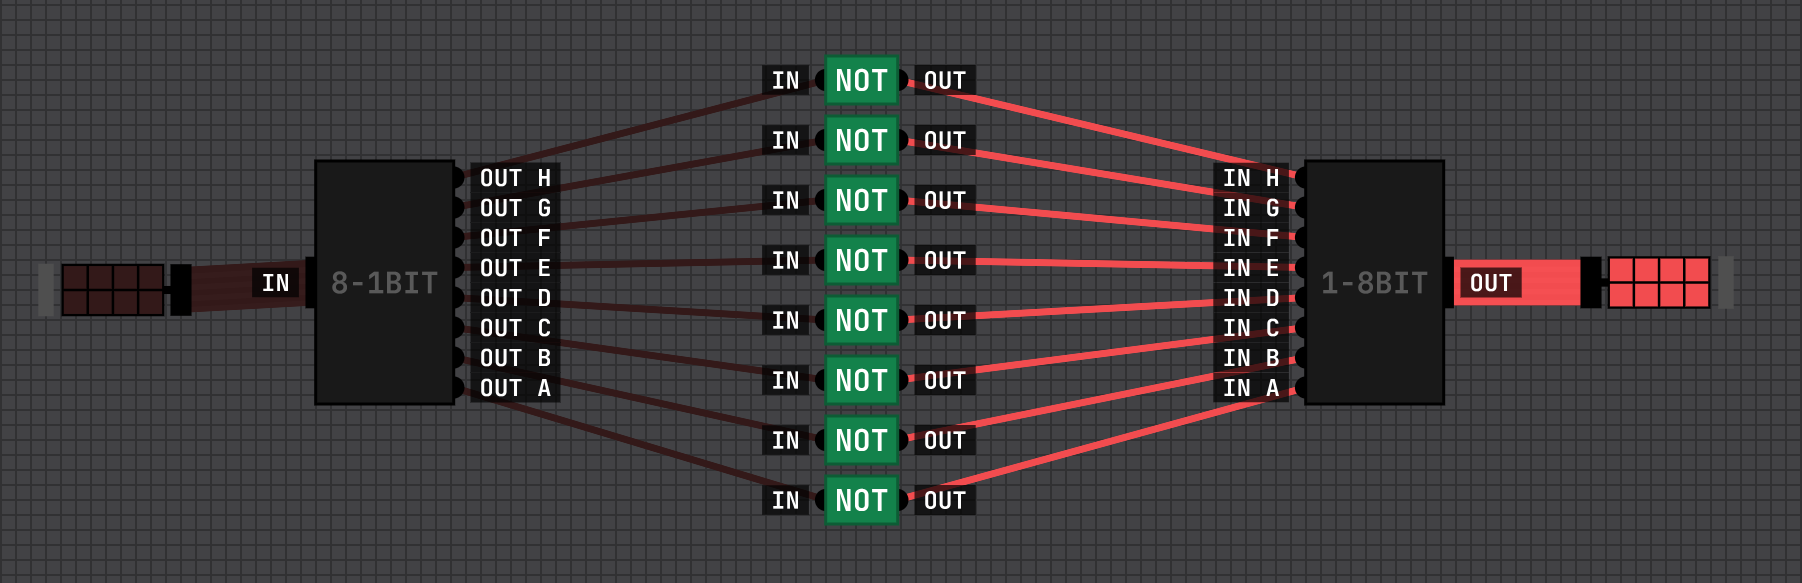 IN NOT OUT
IN NOT OUT
OUT H IN H
OUT G IN NOT OUT IN G
OUT F IN F
IN 8-1BIT OUT E IN NOT OUT IN E 1-8BIT OUT
OUT D IN D
OUT C IN NOT OUT IN C
OUT B IN B
OUT A IN NOT OUT IN A
IN NOT OUT
IN NOT OUT